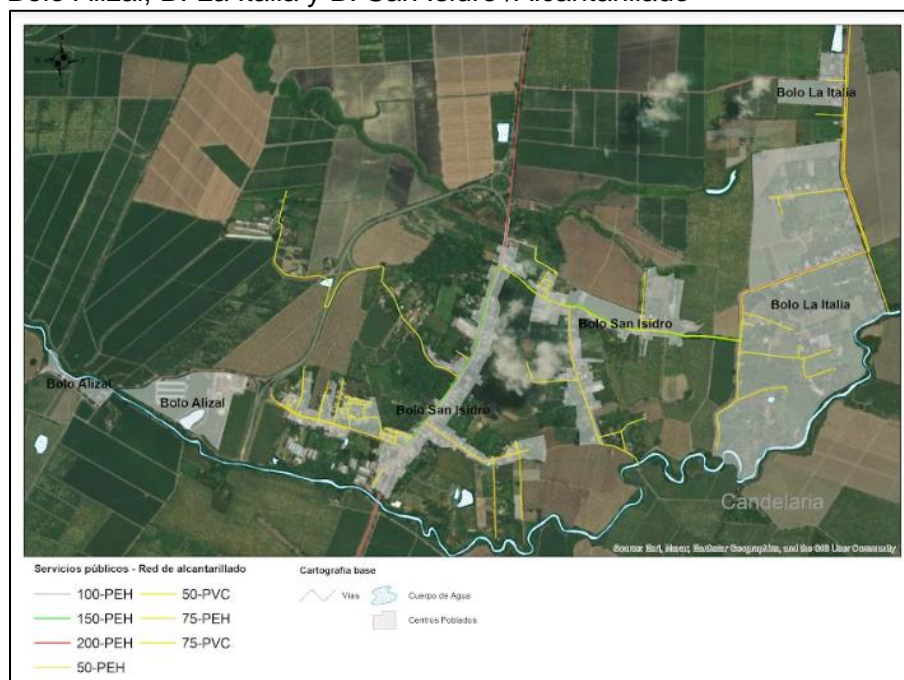 Bolo Alizal, B. La Italia y B. San Isidro /Alcantarillado
Bolo La Italia
Bolo La Italia
Bolo San Isidro
Bolo Alizal
Bolo Alizal
Bolo San Isidro
Candelaria
Source: Esri, Maxar, Earthstar Geographics, and the GIS User Community
Servicios públicos - Red de alcantarillado
100-PEH
150-PEH
200-PEH
50-PEH
50-PVC
75-PEH
75-PVC
Cartografía base
Vías
Cuerpo de Agua
Centros Poblados